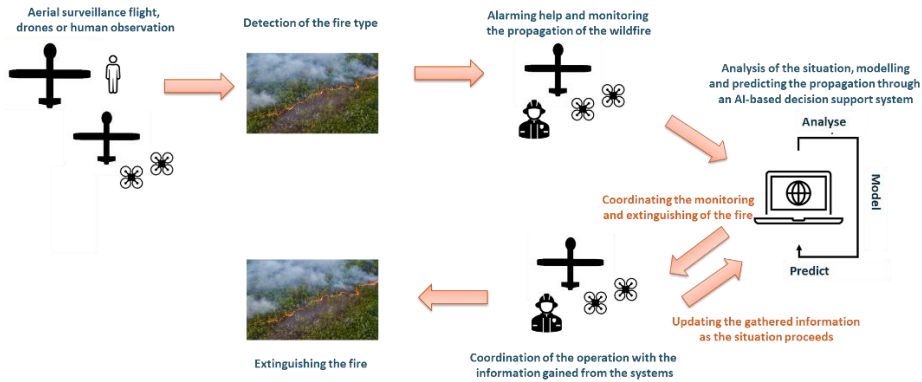 Aerial surveillance flight,
drones or human observation
Detection of the fire type
Alarming help and monitoring
the propagation of the wildfire
Analysis of the situation, modelling
and predicting the propagation through
an AI-based decision support system
Analyse
Model
Predict
Coordinating the monitoring
and extinguishing of the fire
Updating the gathered information
as the situation proceeds
Coordination of the operation with the
information gained from the systems
Extinguishing the fire